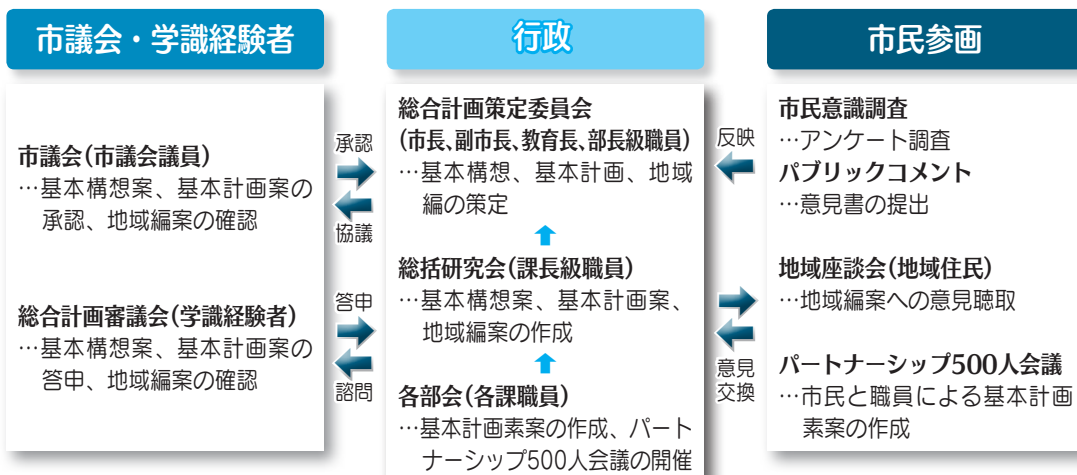 市議会・学識経験者
市議会(市議会議員)
…基本構想案、基本計画案の
承認、地域編案の確認
総合計画審議会(学識経験者)
…基本構想案、基本計画案の
答申、地域編案の確認
承認
協議
答申
諮問
行政
総合計画策定委員会
(市長、副市長、教育長、部長級職員)
…基本構想、基本計画、地域
編の策定
総括研究会(課長級職員)
…基本構想案、基本計画案、
地域編案の作成
各部会(各課職員)
…基本計画素案の作成、パート
ナーシップ500人会議の開催
反映
意見
交換
市民参画
市民意識調査
…アンケート調査
パブリックコメント
…意見書の提出
地域座談会(地域住民)
…地域編案への意見聴取
パートナーシップ500人会議
…市民と職員による基本計画
素案の作成